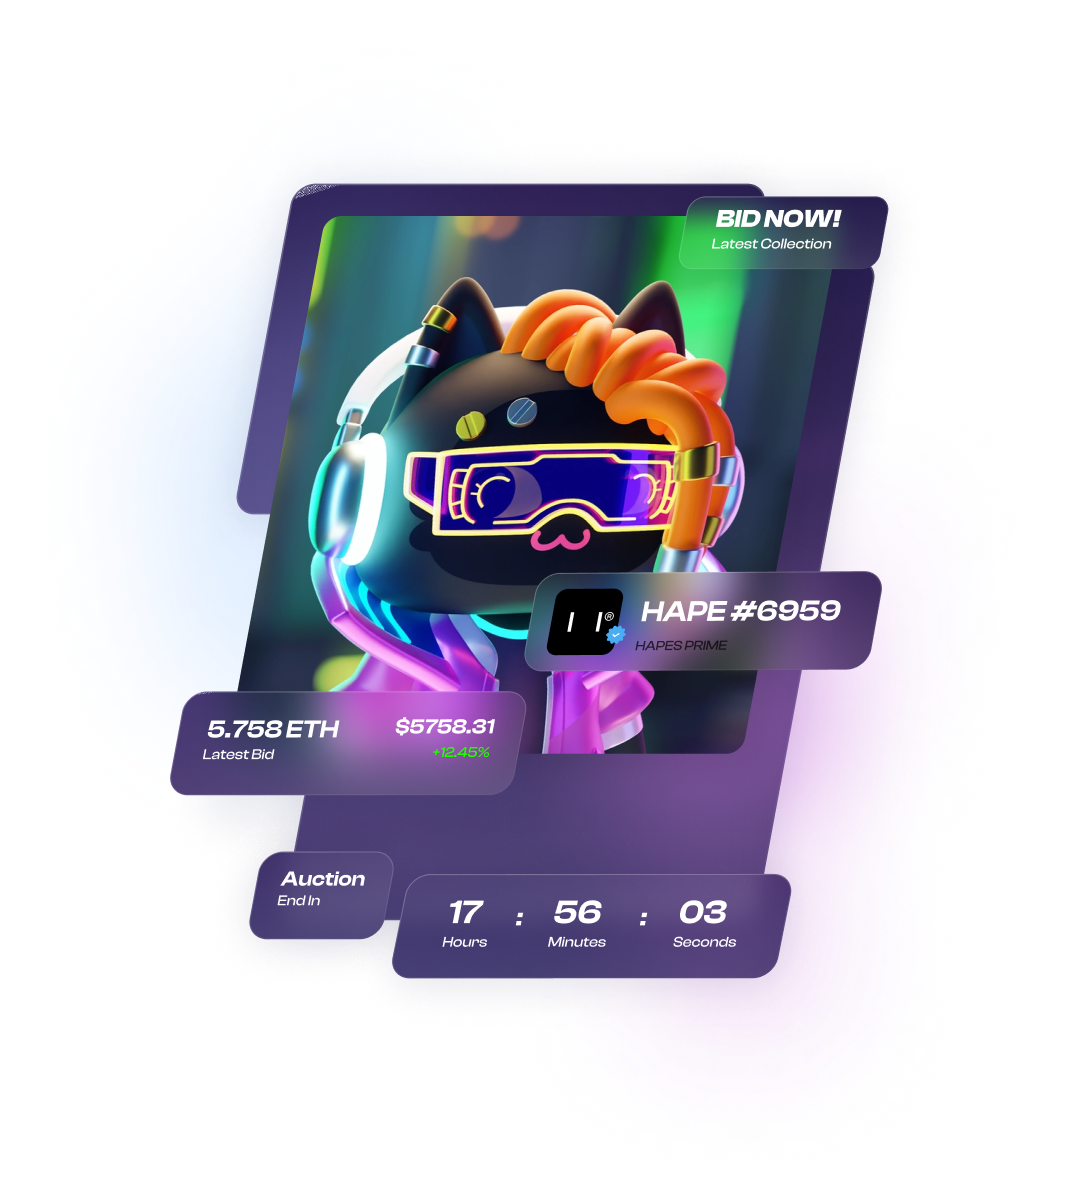 BID NOW!
Latest Collection
I I®
HAPE #6959
HAPES PRIME
5.758 ETH
Latest Bid
$5758.31
+12.45%
Auction
End In
17 : 56 : 03
Hours Minutes Seconds